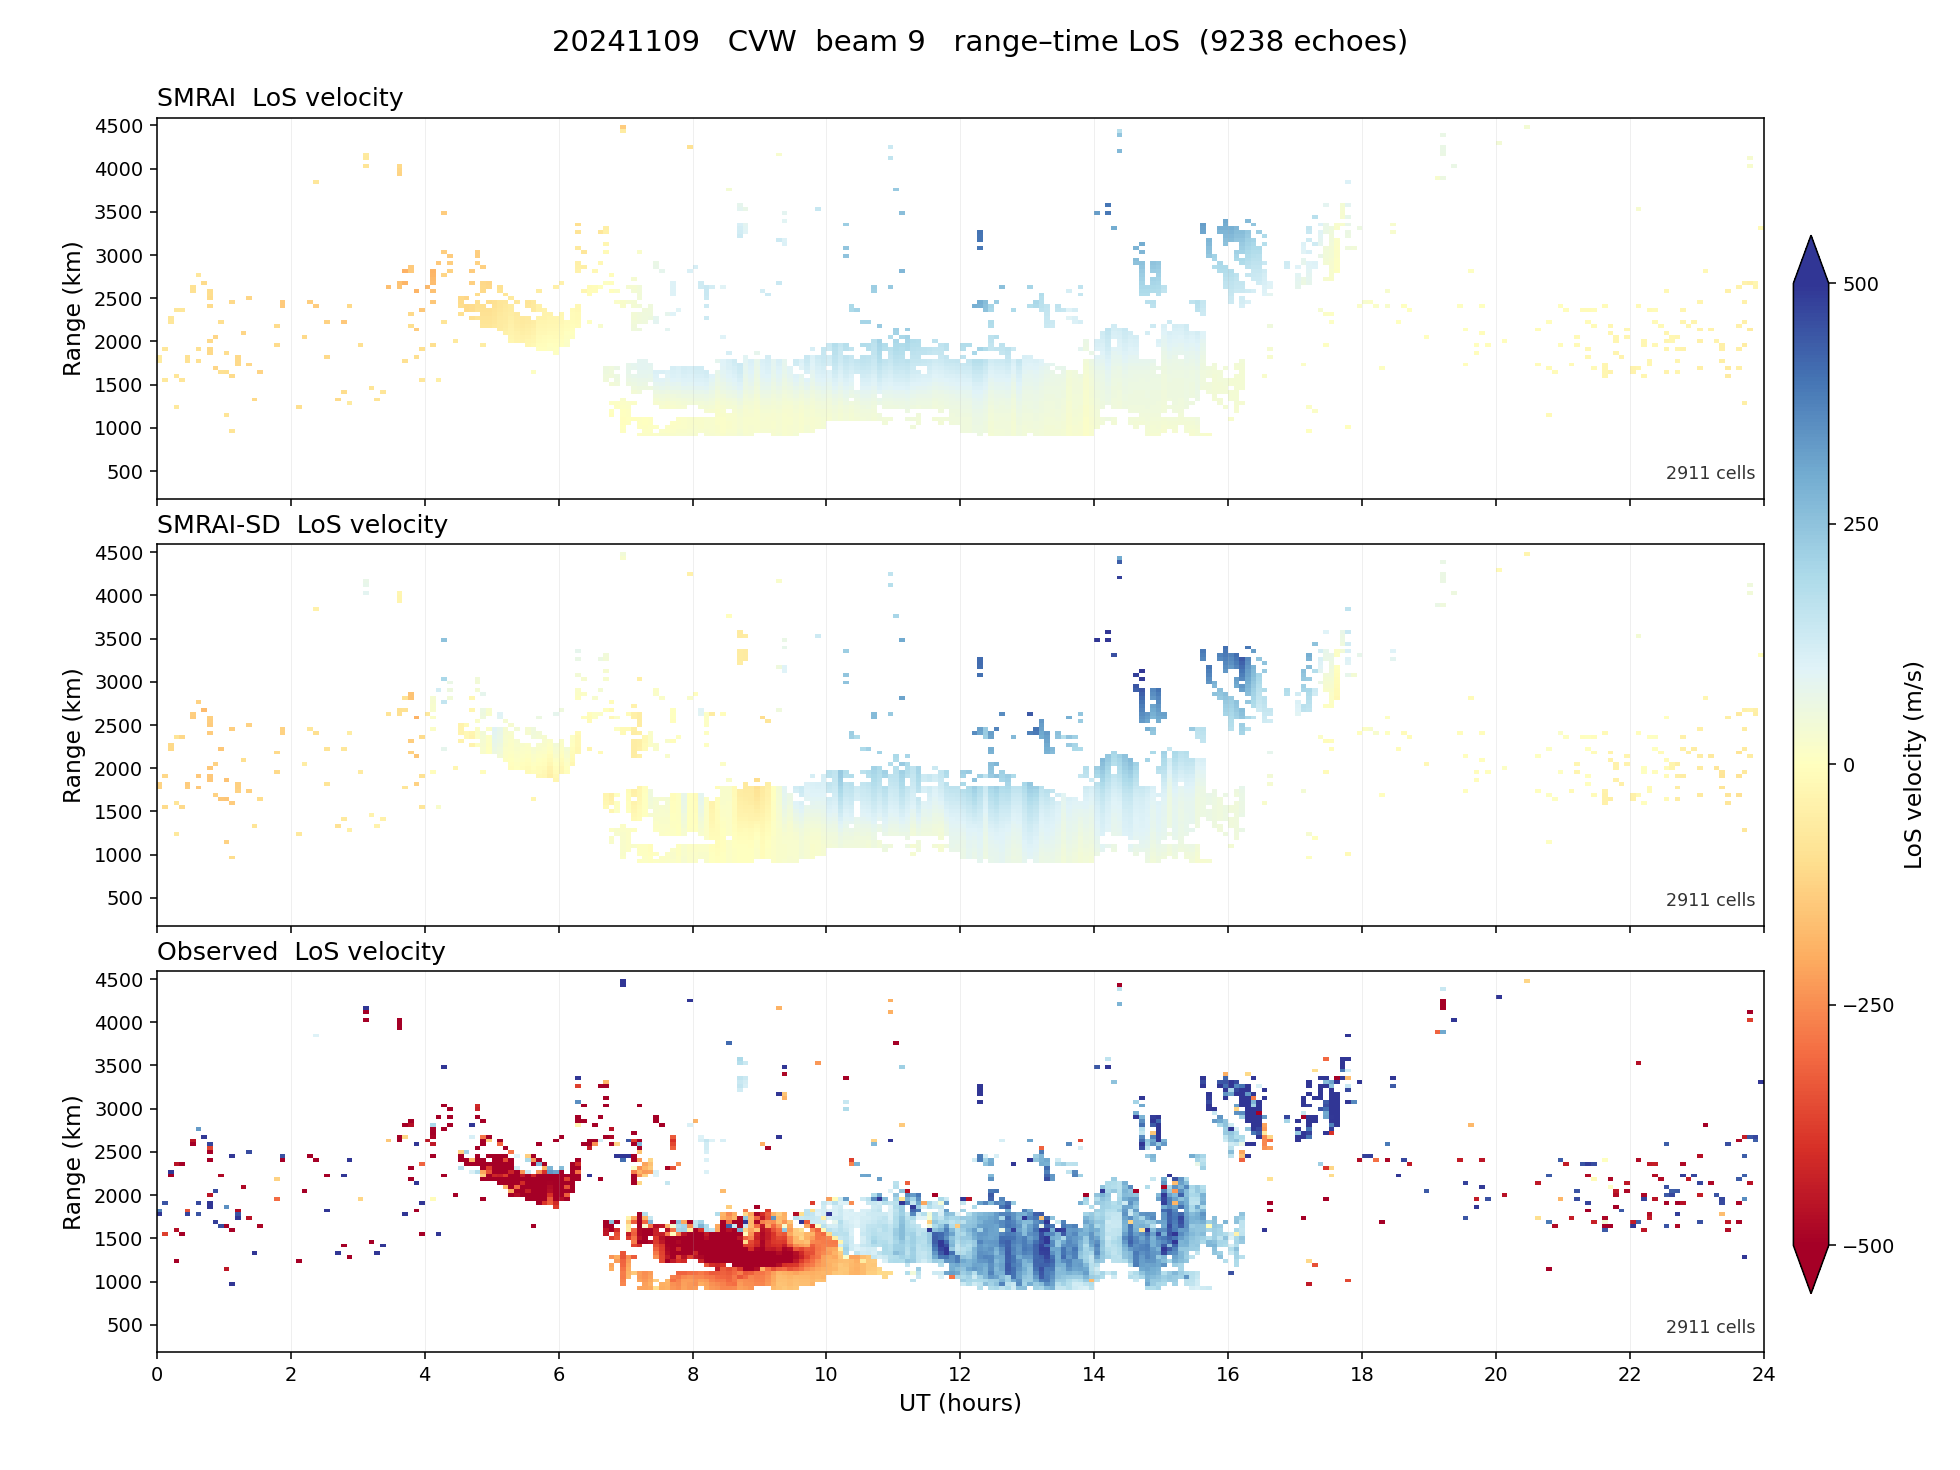 20241109   CVW  beam 9   range–time LoS  (9238 echoes)
SMRAI  LoS velocity
4500
4000
3500
3000
2500
2000
1500
1000
500
Range (km)
2911 cells
SMRAI-SD  LoS velocity
4500
4000
3500
3000
2500
2000
1500
1000
500
Range (km)
2911 cells
Observed  LoS velocity
4500
4000
3500
3000
2500
2000
1500
1000
500
Range (km)
2911 cells
0 2 4 6 8 10 12 14 16 18 20 22 24
UT (hours)
500
250
0
−250
−500
LoS velocity (m/s)